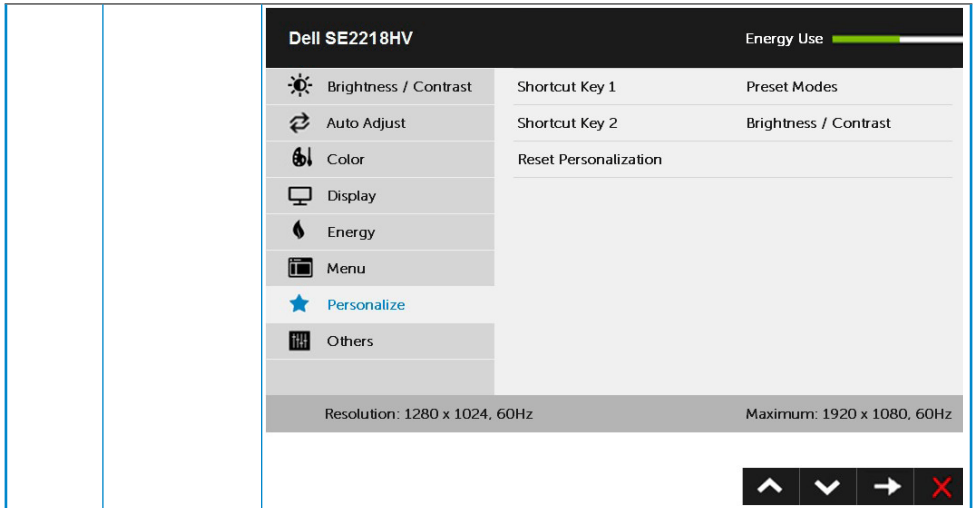 Dell SE2218HV Energy Use
Brightness / Contrast Shortcut Key 1 Preset Modes
Auto Adjust Shortcut Key 2 Brightness / Contrast
Color Reset Personalization
Display
Energy
Menu
Personalize
Others
Resolution: 1280 x 1024, 60Hz Maximum: 1920 x 1080, 60Hz